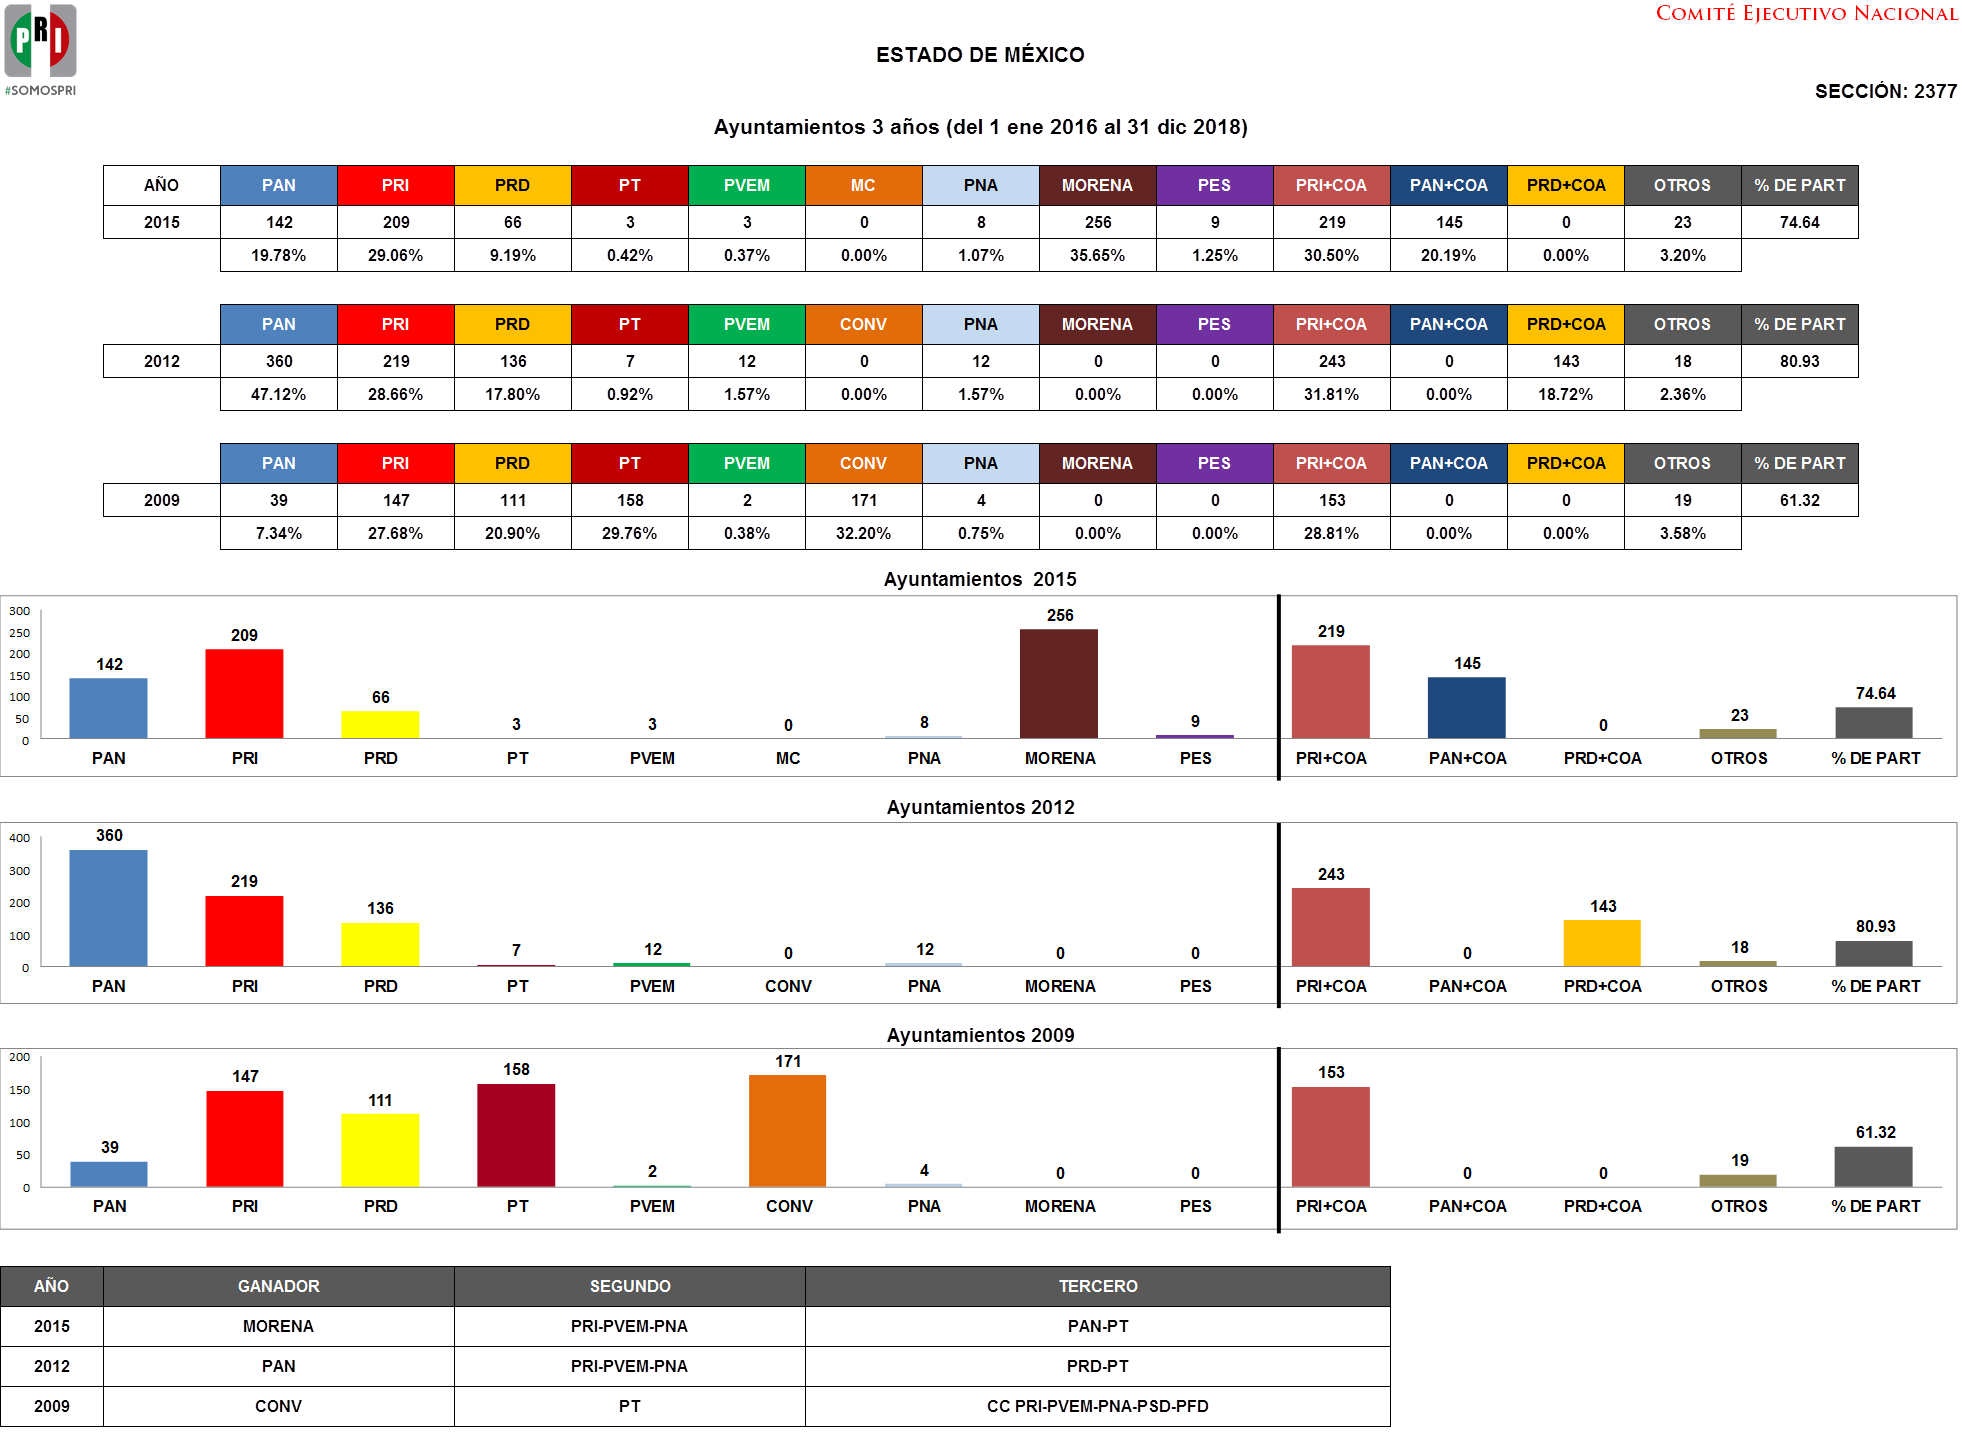 PRI
#SOMOSPRI
COMITÉ EJECUTIVO NACIONAL
ESTADO DE MÉXICO
SECCIÓN: 2377
Ayuntamientos 3 años (del 1 ene 2016 al 31 dic 2018)
AÑO PAN PRI PRD PT PVEM MC PNA MORENA PES PRI+COA PAN+COA PRD+COA OTROS % DE PART
2015 142 209 66 3 3 0 8 256 9 219 145 0 23 74.64
19.78% 29.06% 9.19% 0.42% 0.37% 0.00% 1.07% 35.65% 1.25% 30.50% 20.19% 0.00% 3.20%
PAN PRI PRD PT PVEM CONV PNA MORENA PES PRI+COA PAN+COA PRD+COA OTROS % DE PART
2012 360 219 136 7 12 0 12 0 0 243 0 143 18 80.93
47.12% 28.66% 17.80% 0.92% 1.57% 0.00% 1.57% 0.00% 0.00% 31.81% 0.00% 18.72% 2.36%
PAN PRI PRD PT PVEM CONV PNA MORENA PES PRI+COA PAN+COA PRD+COA OTROS % DE PART
2009 39 147 111 158 2 171 4 0 0 153 0 0 19 61.32
7.34% 27.68% 20.90% 29.76% 0.38% 32.20% 0.75% 0.00% 0.00% 28.81% 0.00% 0.00% 3.58%
Ayuntamientos 2015
300
250
200
150
100
50
0
142 209 66 3 3 0 8 256 9 219 145 0 23 74.64
PAN PRI PRD PT PVEM MC PNA MORENA PES PRI+COA PAN+COA PRD+COA OTROS % DE PART
Ayuntamientos 2012
400
300
200
100
0
360 219 136 7 12 0 12 0 0 243 0 143 18 80.93
PAN PRI PRD PT PVEM CONV PNA MORENA PES PRI+COA PAN+COA PRD+COA OTROS % DE PART
Ayuntamientos 2009
200
150
100
50
0
39 147 111 158 2 171 4 0 0 153 0 0 19 61.32
PAN PRI PRD PT PVEM CONV PNA MORENA PES PRI+COA PAN+COA PRD+COA OTROS % DE PART
AÑO GANADOR SEGUNDO TERCERO
2015 MORENA PRI-PVEM-PNA PAN-PT
2012 PAN PRI-PVEM-PNA PRD-PT
2009 CONV PT CC PRI-PVEM-PNA-PSD-PFD